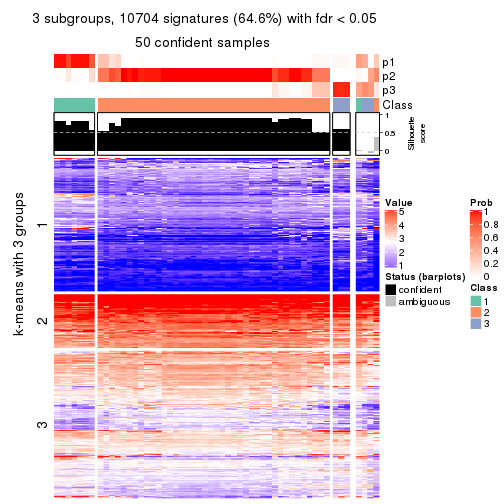 3 subgroups, 10704 signatures (64.6%) with fdr < 0.05
50 confident samples
p1
p2
p3
Class
1
0.5
0
Silhouette
score
k-means with 3 groups
1
2
3
Value
5
4
3
2
1
Status (barplots)
confident
ambiguous
Prob
1
0.8
0.6
0.4
0.2
0
Class
1
2
3